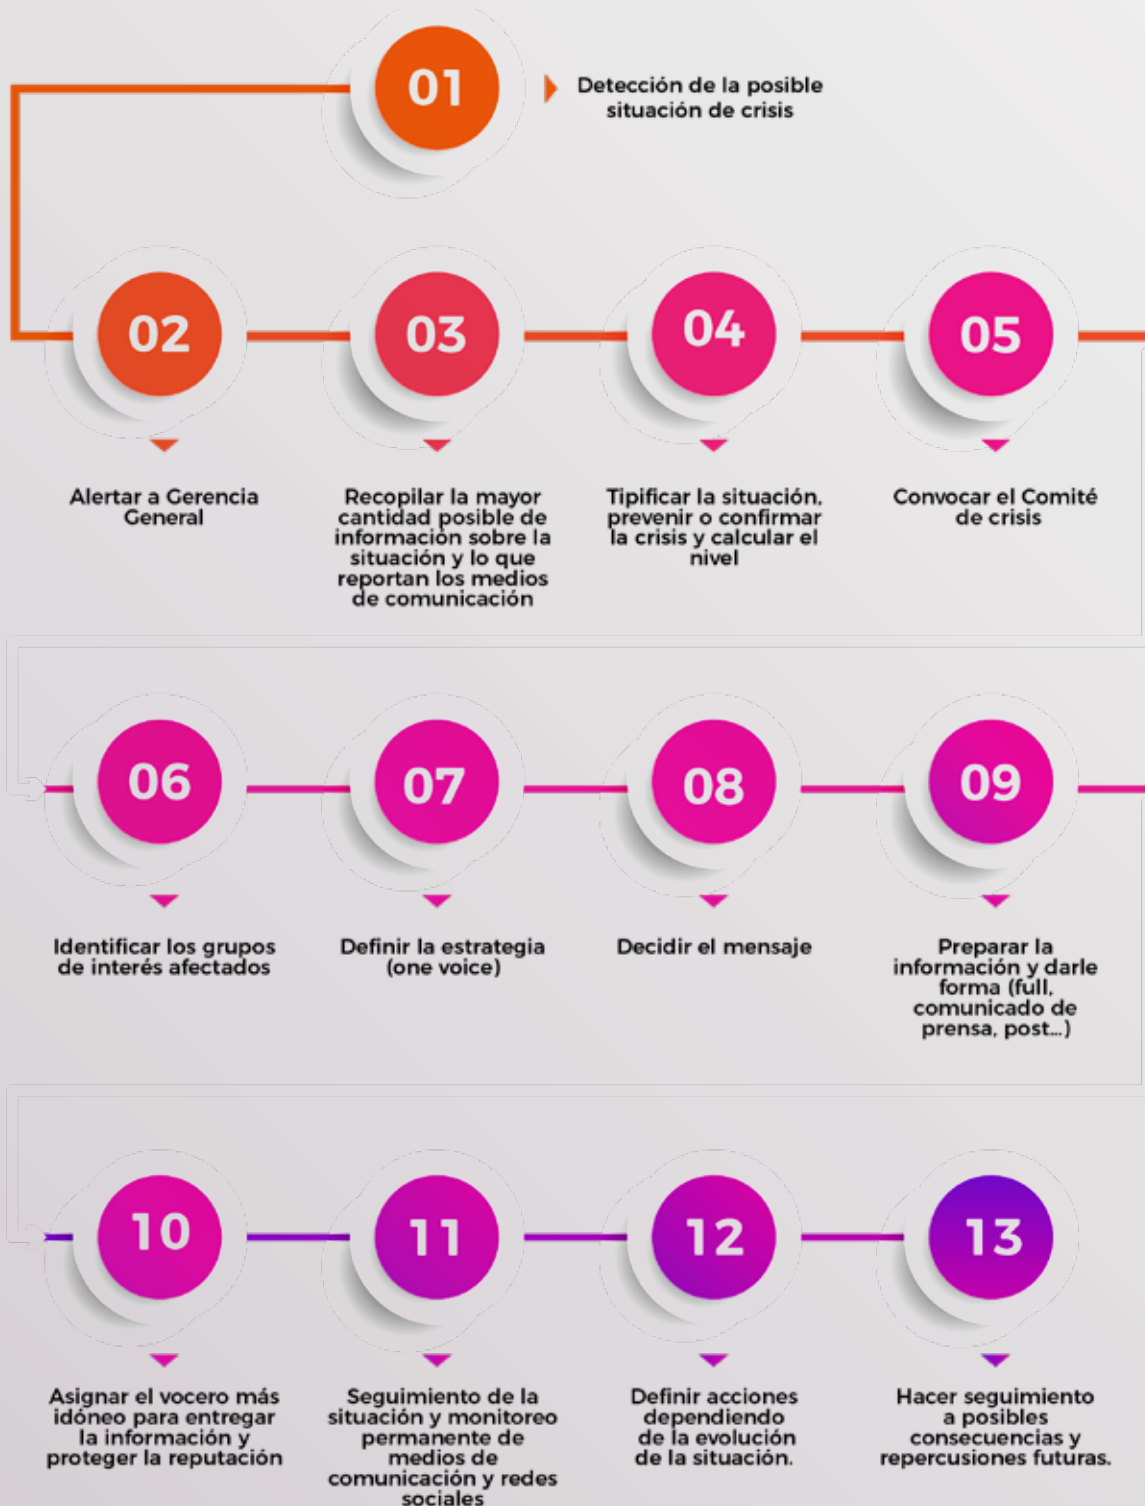 01
Detección de la posible
situación de crisis
02
Alertar a Gerencia
General
03
Recopilar la mayor
cantidad posible de
información sobre la
situación y lo que
reportan los medios
de comunicación
04
Tipificar la situación,
prevenir o confirmar
la crisis y calcular el
nivel
05
Convocar el Comité
de crisis
06
Identificar los grupos
de interés afectados
07
Definir la estrategia
(one voice)
08
Decidir el mensaje
09
Preparar la
información y darle
forma (full,
comunicado de
prensa, post...)
10
Asignar el vocero más
idóneo para entregar
la información y
proteger la reputación
11
Seguimiento de la
situación y monitoreo
permanente de
medios de
comunicación y redes
sociales
12
Definir acciones
dependiendo
de la evolución
de la situación.
13
Hacer seguimiento
a posibles
consecuencias y
repercusiones futuras.